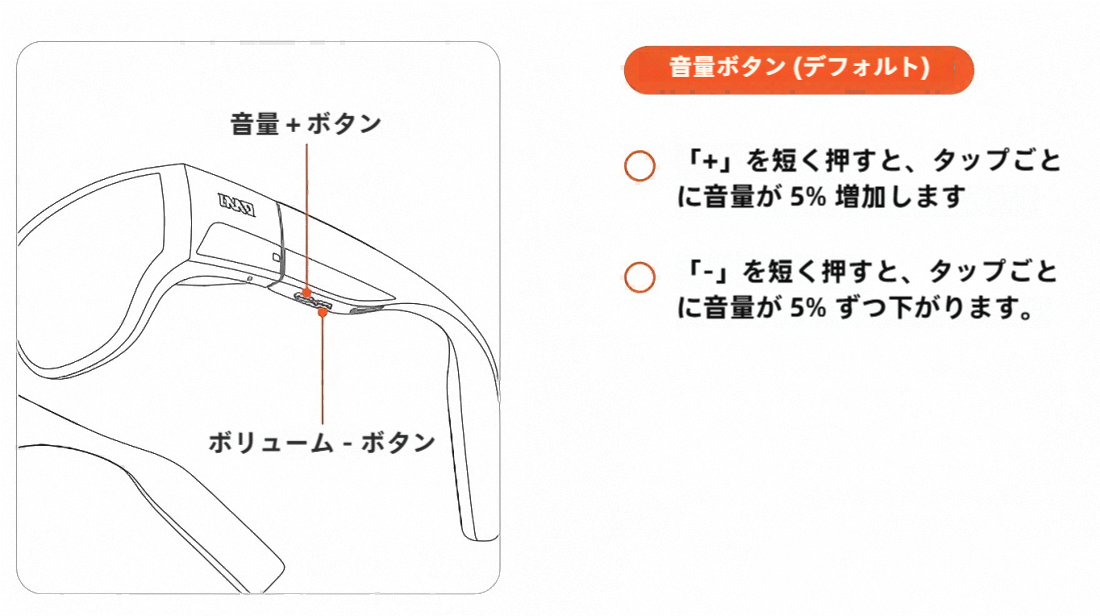 音量ボタン (デフォルト)
音量 + ボタン
INMO
「+」を短く押すと、タップごと
に音量が 5% 増加します
「-」を短く押すと、タップごと
に音量が 5% ずつ下がります。
ボリューム - ボタン